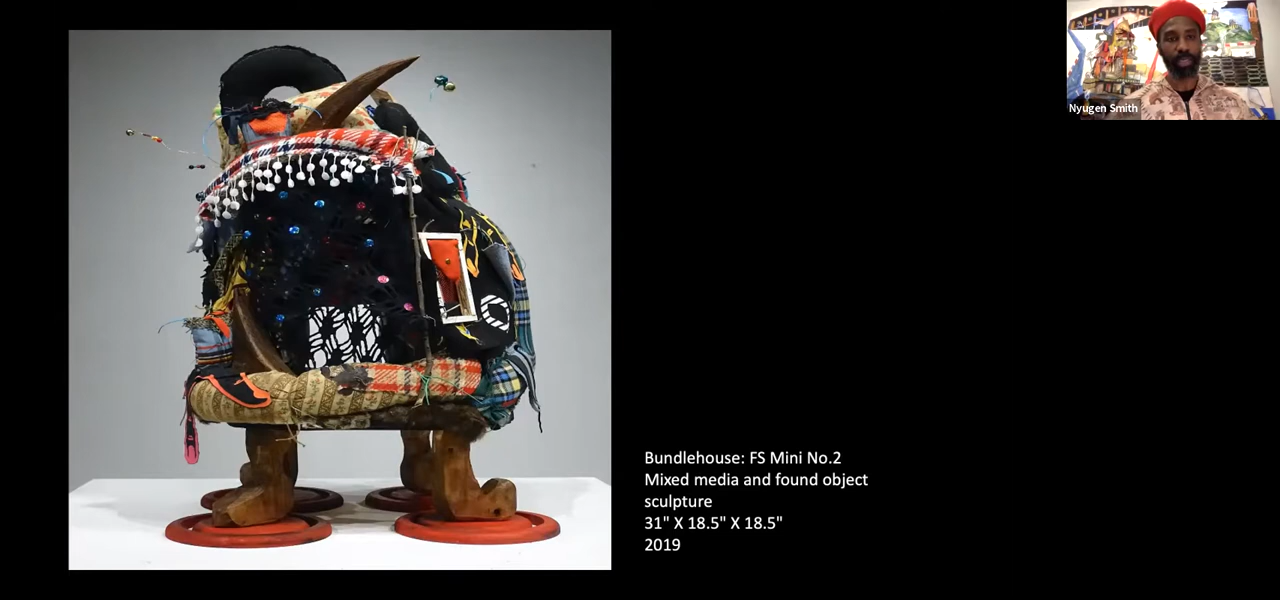 Nyugen Smith
Bundlehouse: FS Mini No.2
Mixed media and found object
sculpture
31" X 18.5" X 18.5"
2019